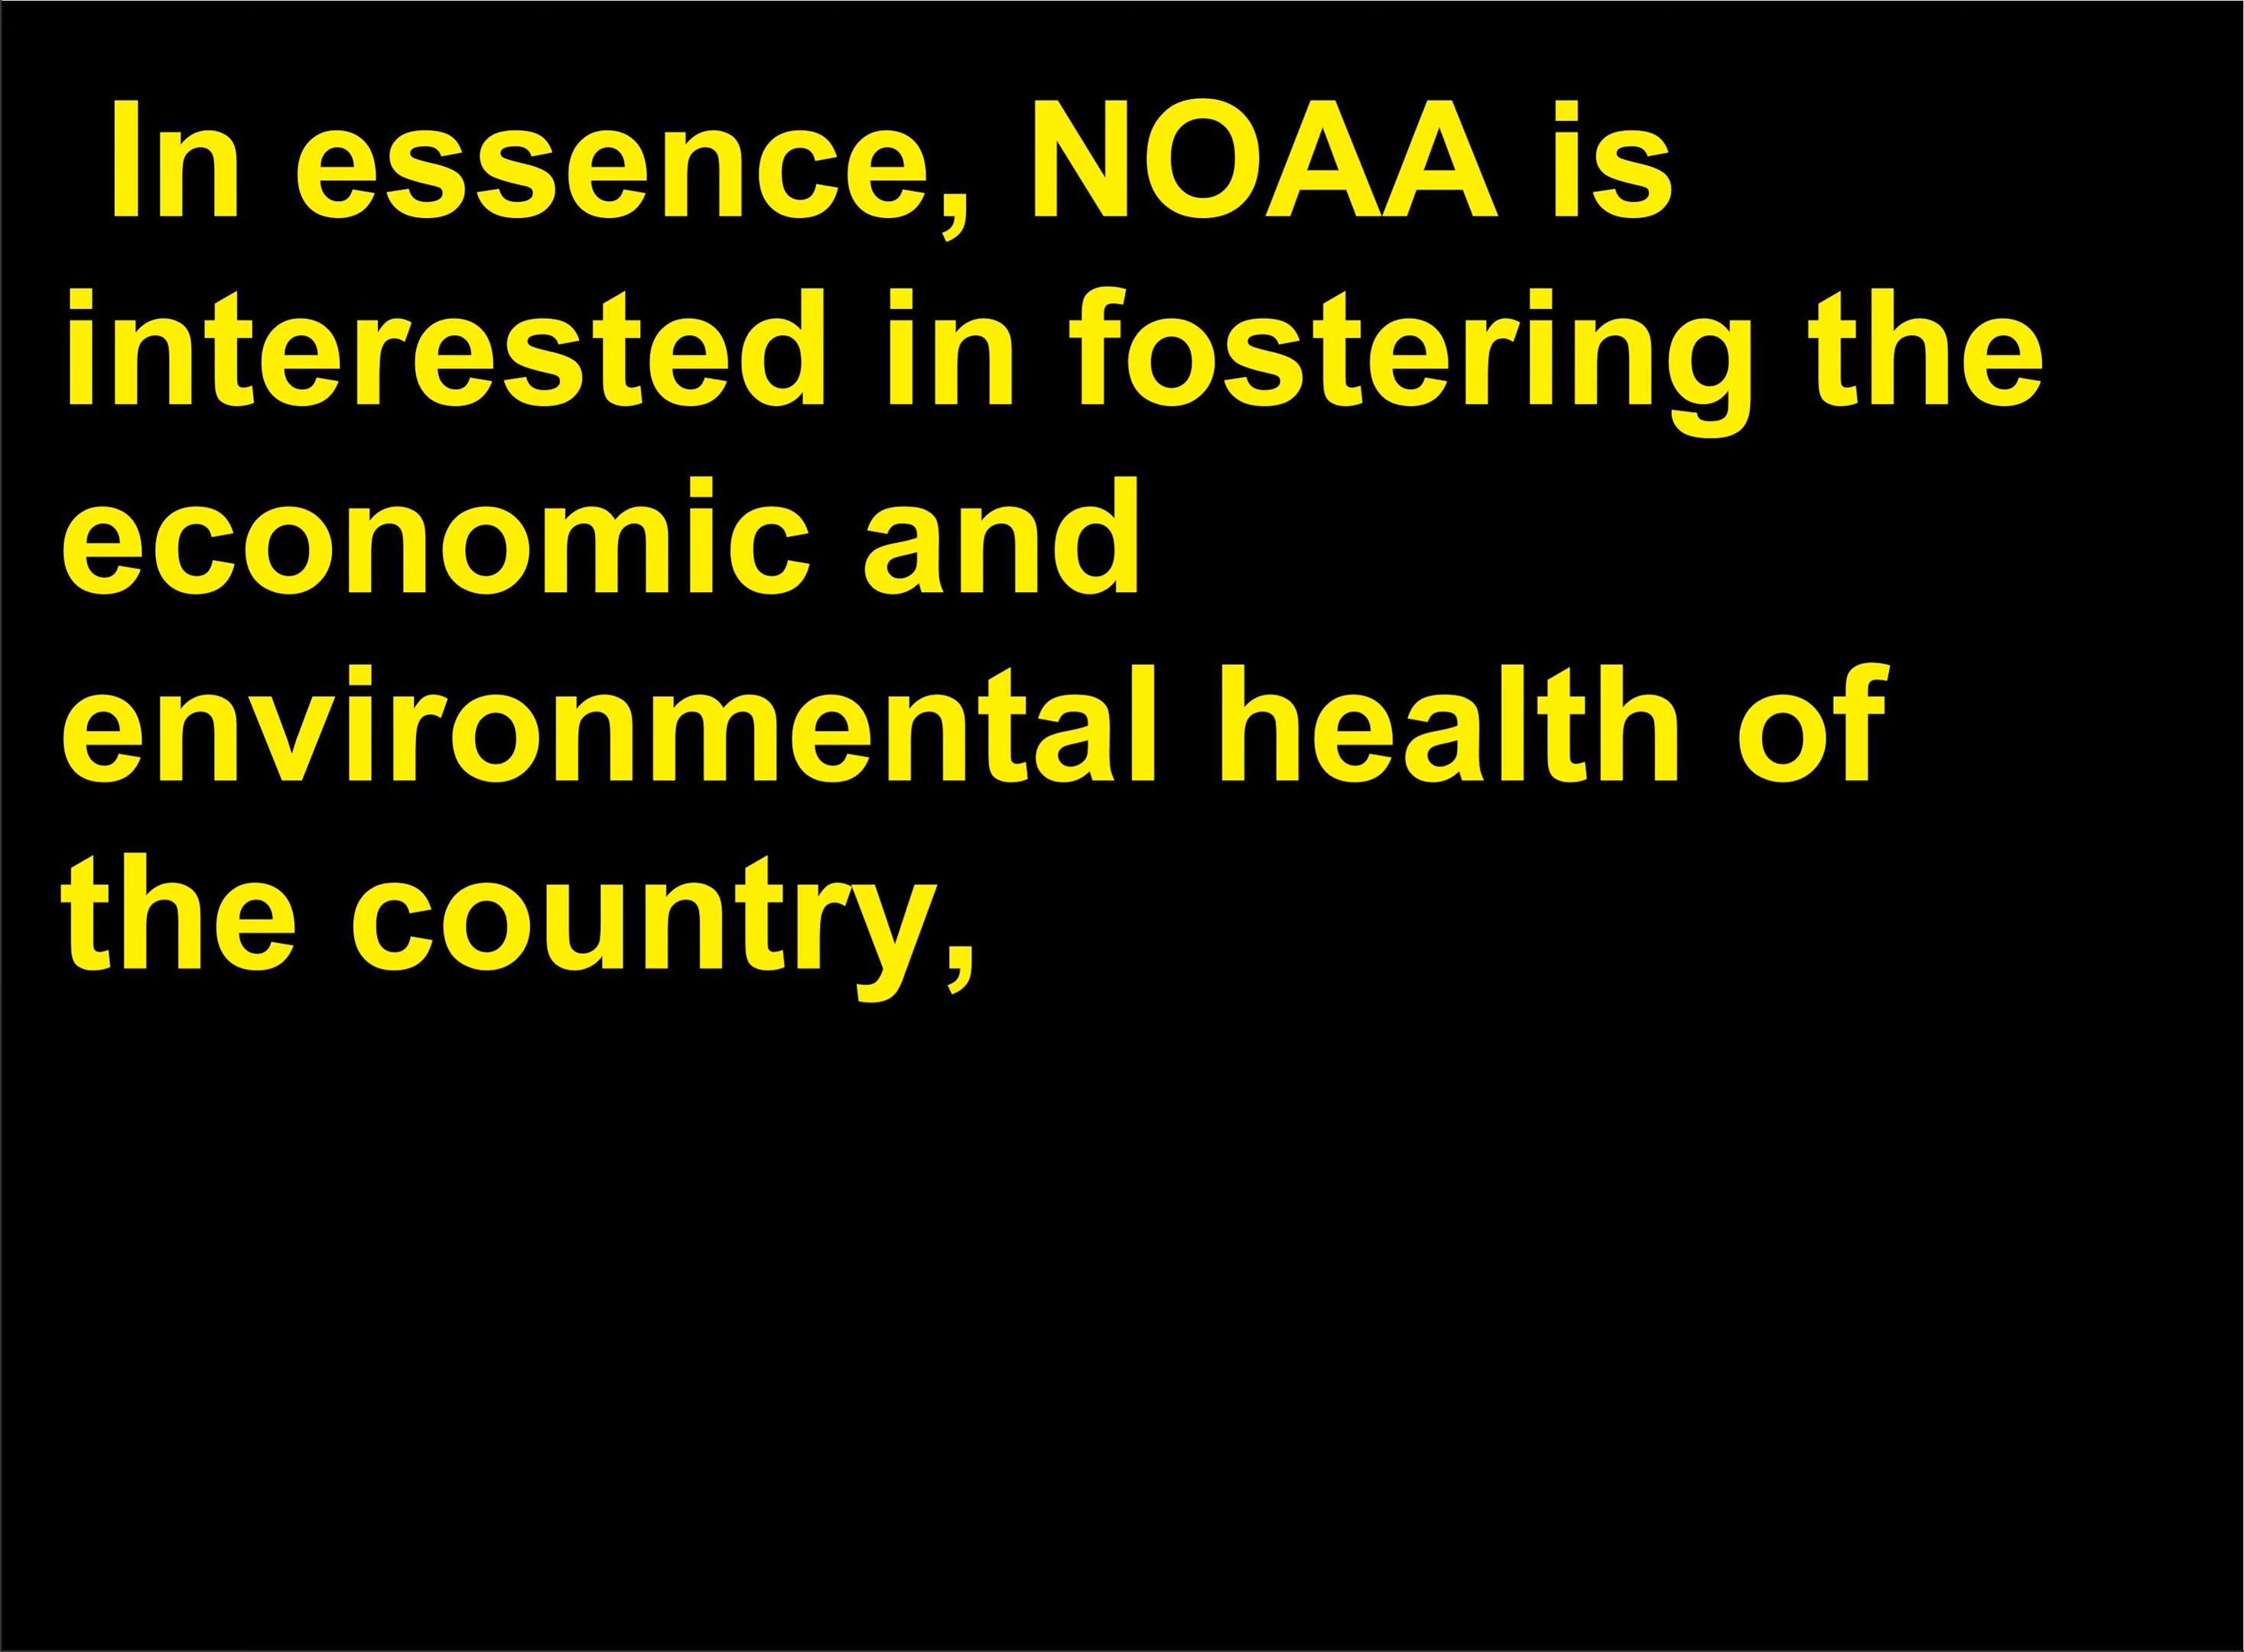 In essence, NOAA is
interested in fostering the
economic and
environmental health of
the country,